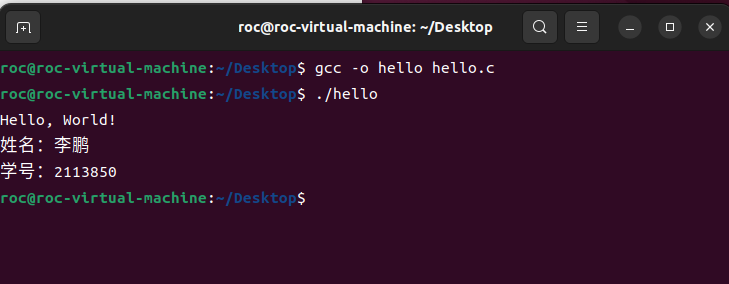 roc@roc-virtual-machine: ~/Desktop
roc@roc-virtual-machine:~/Desktop$ gcc -o hello hello.c
roc@roc-virtual-machine:~/Desktop$ ./hello
Hello, World!
姓名：李鹏
学号：2113850
roc@roc-virtual-machine:~/Desktop$